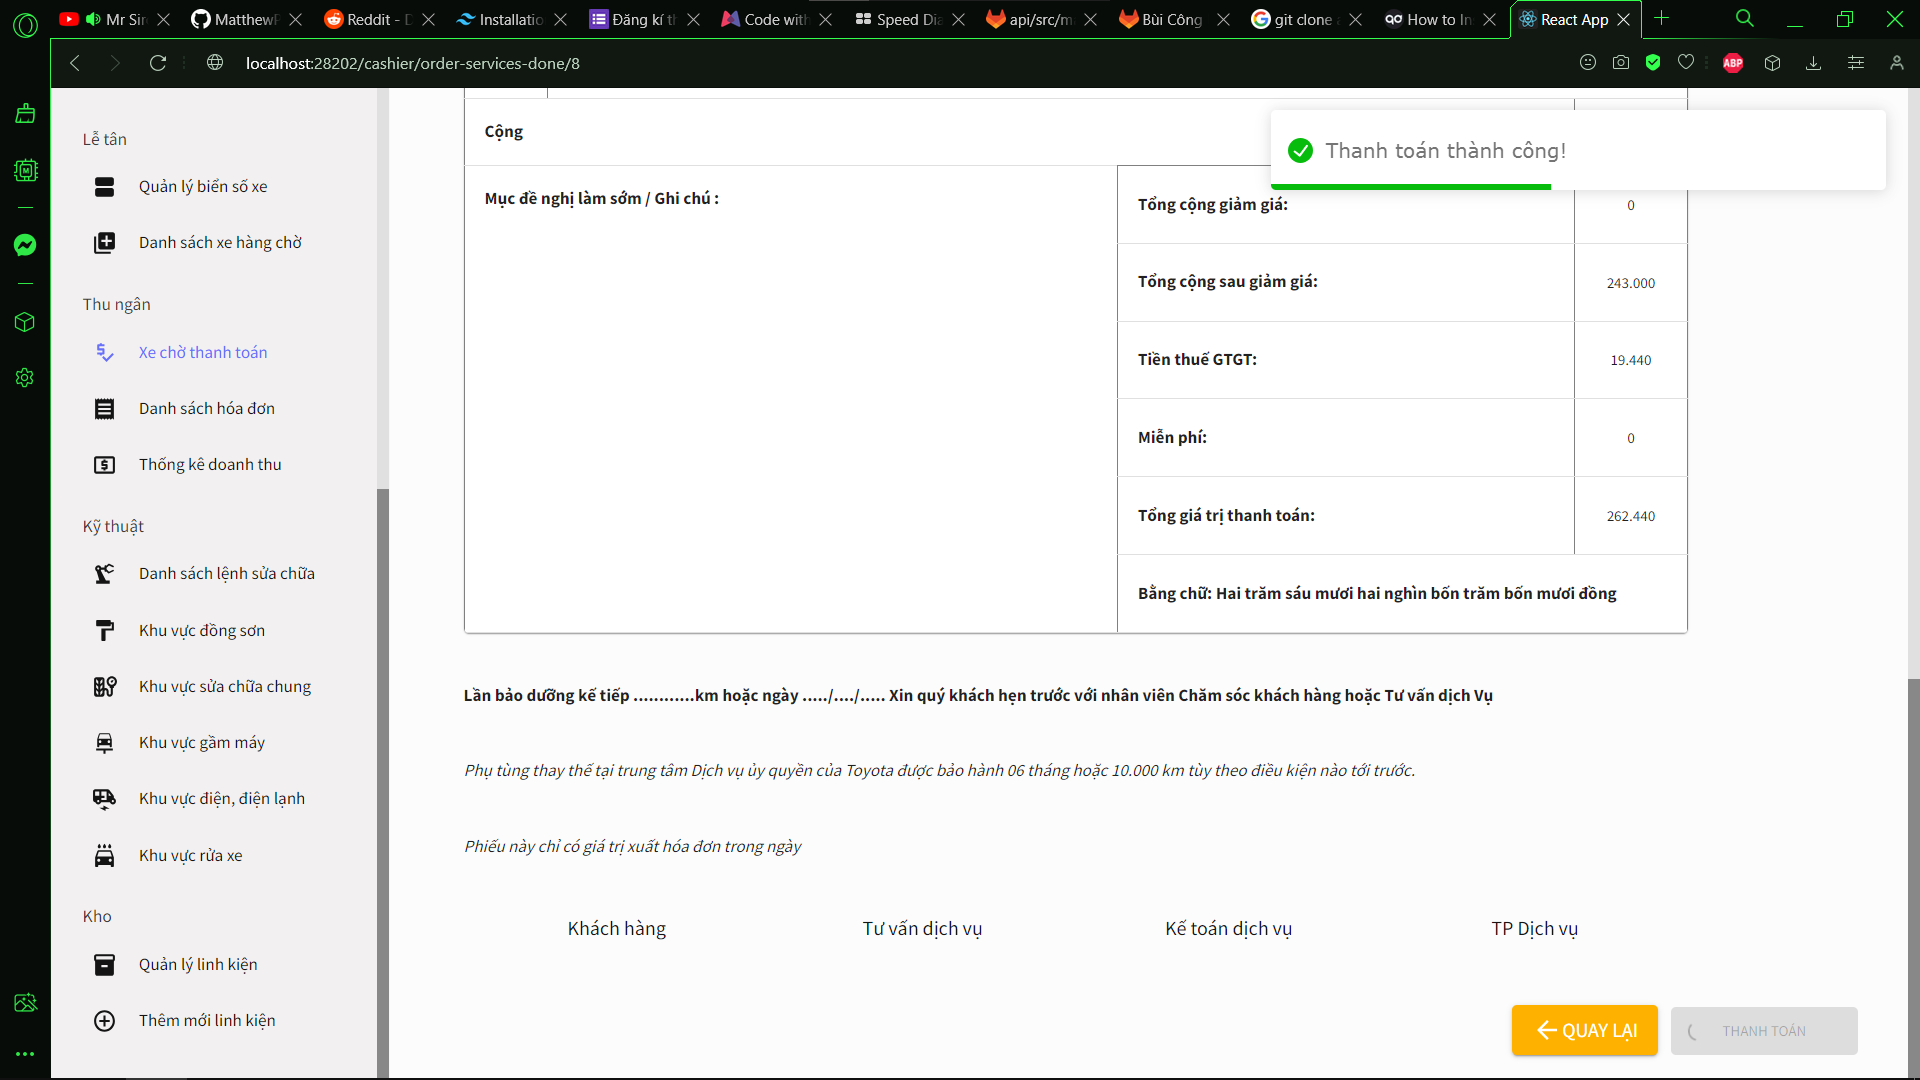 Mr Sir
MatthewP
Reddit - D
Installatio
Đăng kí th
Code with
Speed Dia
api/src/m
Bùi Công
git clone
How to In
React App
localhost:28202/cashier/order-services-done/8
ABP
Lễ tân
Quản lý biển số xe
Danh sách xe hàng chờ
Thu ngân
Xe chờ thanh toán
Danh sách hóa đơn
Thống kê doanh thu
Kỹ thuật
Danh sách lệnh sửa chữa
Khu vực đồng sơn
Khu vực sửa chữa chung
Khu vực gầm máy
Khu vực điện, điện lạnh
Khu vực rửa xe
Kho
Quản lý linh kiện
Thêm mới linh kiện
Thanh toán thành công!
Cộng
Mục đề nghị làm sớm / Ghi chú :
Tổng cộng giảm giá: 0
Tổng cộng sau giảm giá: 243.000
Tiền thuế GTGT: 19.440
Miễn phí: 0
Tổng giá trị thanh toán: 262.440
Bằng chữ: Hai trăm sáu mươi hai nghìn bốn trăm bốn mươi đồng
Lần bảo dưỡng kế tiếp ............km hoặc ngày ...../..../..... Xin quý khách hẹn trước với nhân viên Chăm sóc khách hàng hoặc Tư vấn dịch Vụ
Phụ tùng thay thế tại trung tâm Dịch vụ ủy quyền của Toyota được bảo hành 06 tháng hoặc 10.000 km tùy theo điều kiện nào tới trước.
Phiếu này chỉ có giá trị xuất hóa đơn trong ngày
Khách hàng
Tư vấn dịch vụ
Kế toán dịch vụ
TP Dịch vụ
QUAY LẠI
THANH TOÁN